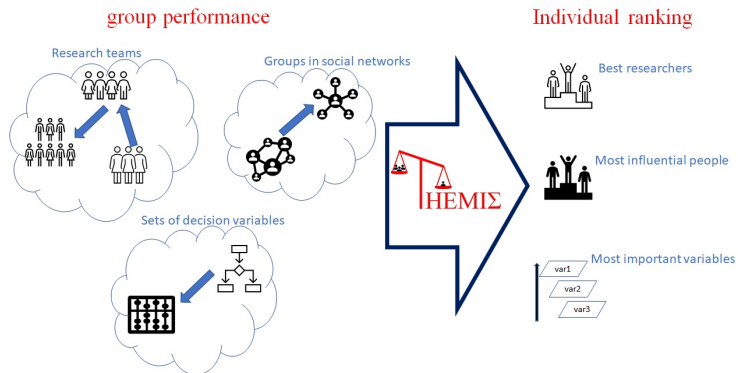 group performance
Individual ranking
Research teams
Groups in social networks
Sets of decision variables
THEMIΣ
Best researchers
Most influential people
Most important variables
var1
var2
var3